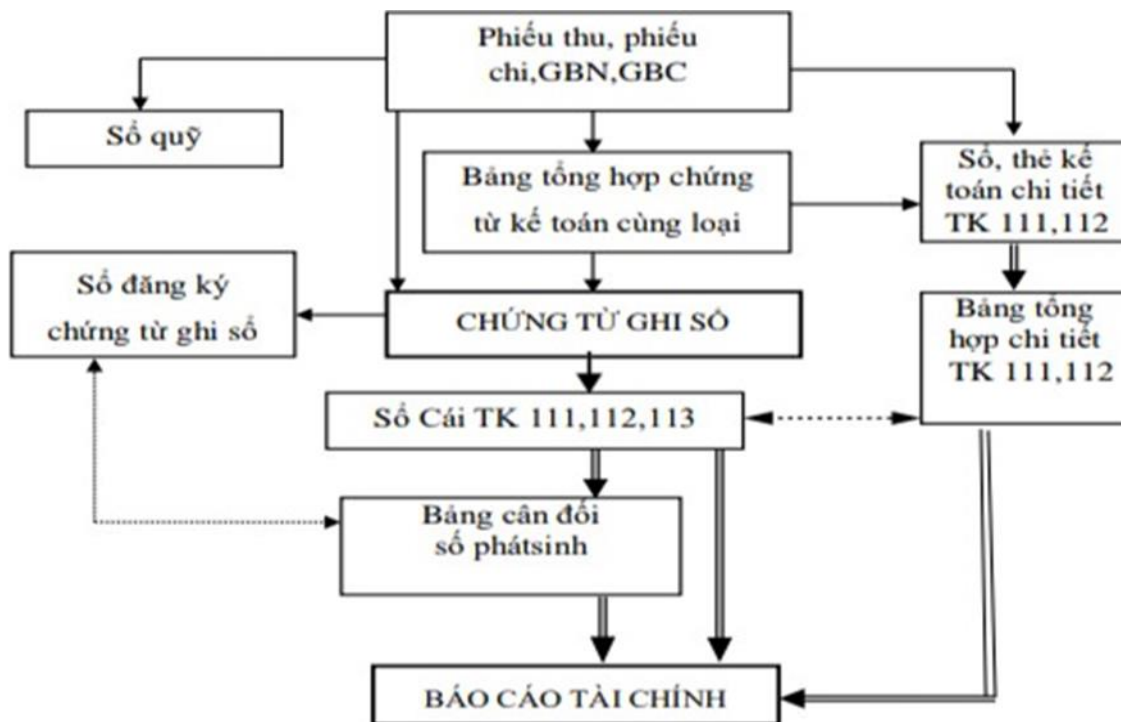 Phiếu thu, phiếu
chi,GBN,GBC
Sổ quỹ
Bảng tổng hợp chứng
từ kế toán cùng loại
Sổ, thẻ kế
toán chi tiết
TK 111,112
Sổ đăng ký
chứng từ ghi sổ
CHỨNG TỪ GHI SỔ
Bảng tổng
hợp chi tiết
TK 111,112
Sổ Cái TK 111,112,113
Bảng cân đối
số phátsinh
BÁO CÁO TÀI CHÍNH